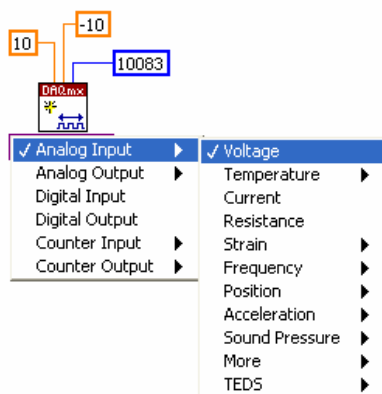 -10
10
10083
DAQmx
✓ Analog Input
Analog Output
Digital Input
Digital Output
Counter Input
Counter Output
✓ Voltage
Temperature
Current
Resistance
Strain
Frequency
Position
Acceleration
Sound Pressure
More
TEDS